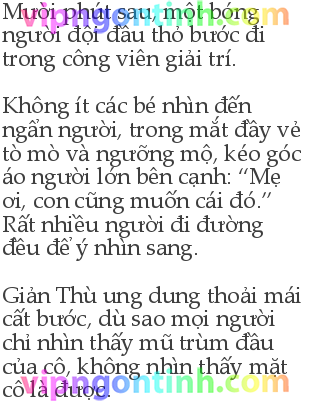 Mười phút sau, một bóng
người đội đầu thỏ bước đi
trong công viên giải trí.
Không ít các bé nhìn đến
ngẩn người, trong mắt đầy vẻ
tò mò và ngưỡng mộ, kéo góc
áo người lớn bên cạnh: “Mẹ
ơi, con cũng muốn cái đó.”
Rất nhiều người đi đường
đều để ý nhìn sang.
Giản Thù ung dung thoải mái
cất bước, dù sao mọi người
chỉ nhìn thấy mũ trùm đầu
của cô, không nhìn thấy mặt
cô là được.
vipngontinh.com
vipngontinh.com